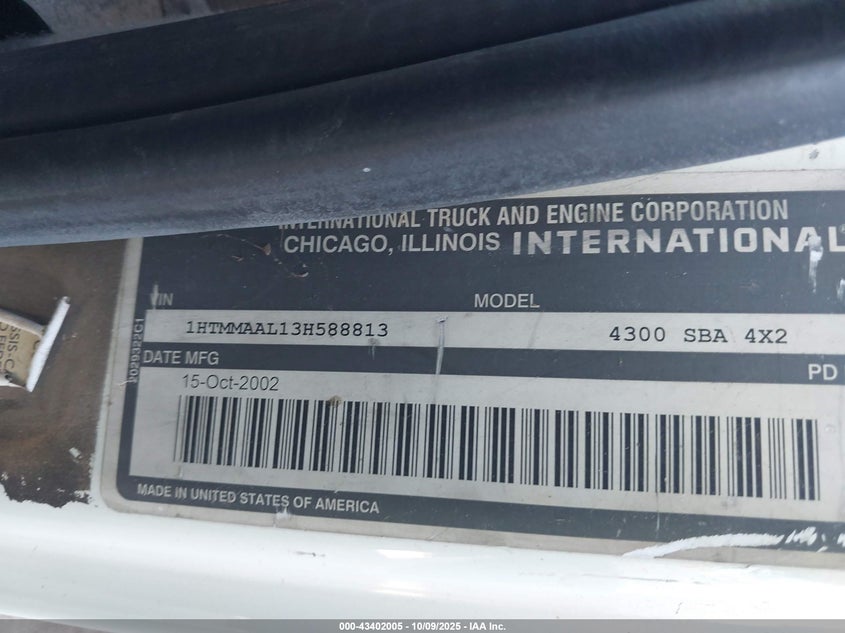 INTERNATIONAL TRUCK AND ENGINE CORPORATION
CHICAGO, ILLINOIS INTERNATIONAL
VIN MODEL
1HTMMAAL13H588813 4300 SBA 4X2
2029322C1
DATE MFG PD
15-Oct-2002
MADE IN UNITED STATES OF AMERICA
000-43402005 - 10/09/2025 - IAA Inc.